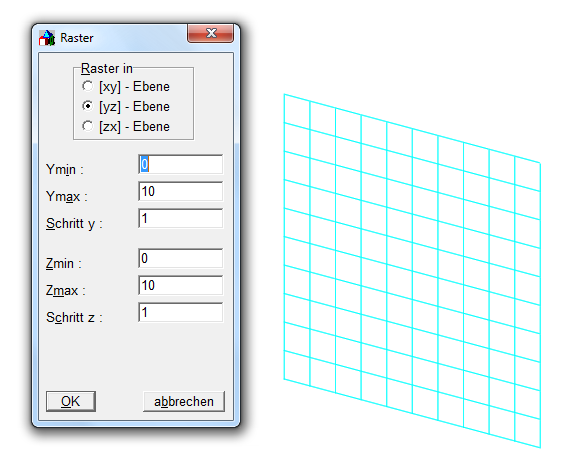 Raster
Raster in
[xy] - Ebene
[yz] - Ebene
[zx] - Ebene
Ymin : 0
Ymax : 10
Schritt y : 1
Zmin : 0
Zmax : 10
Schritt z : 1
OK abbrechen